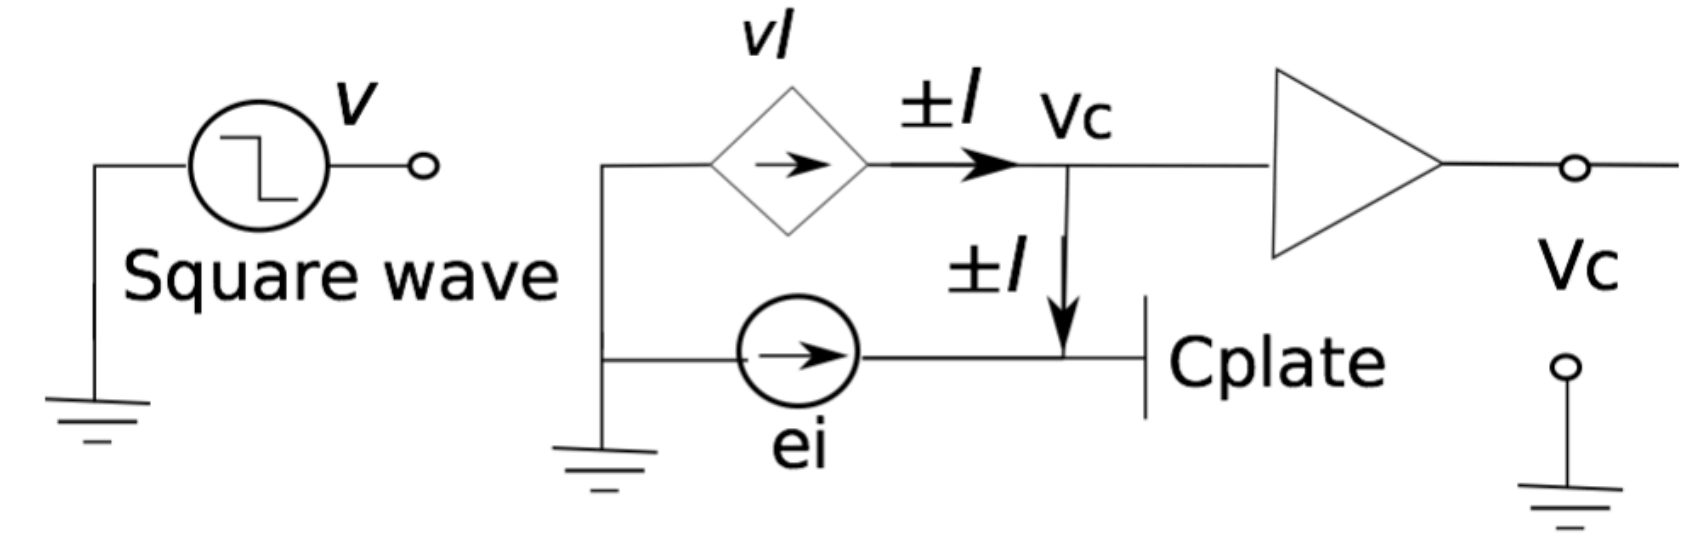 v
Square wave
vI
±I
Vc
±I
ei
Cplate
Vc